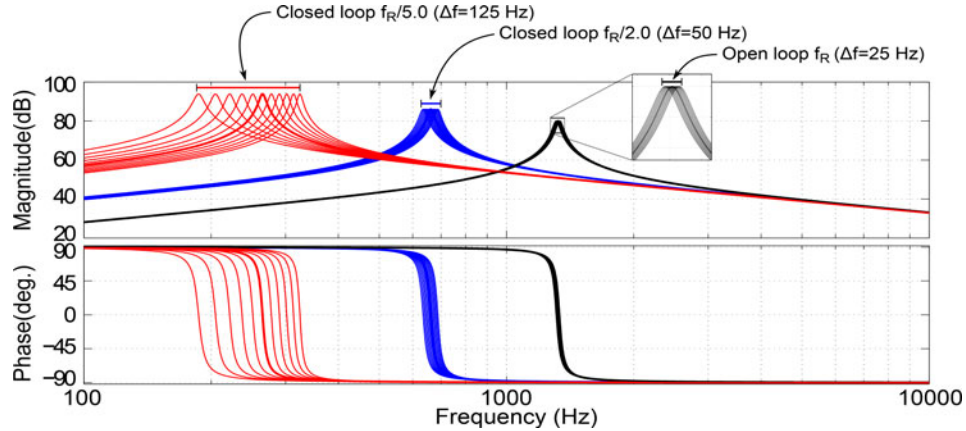 Closed loop fR/5.0 (Δf=125 Hz)
Closed loop fR/2.0 (Δf=50 Hz)
Open loop fR (Δf=25 Hz)
Magnitude(dB)
100
80
60
40
20
Phase(deg.)
90
45
0
-45
-90
100
1000
10000
Frequency (Hz)